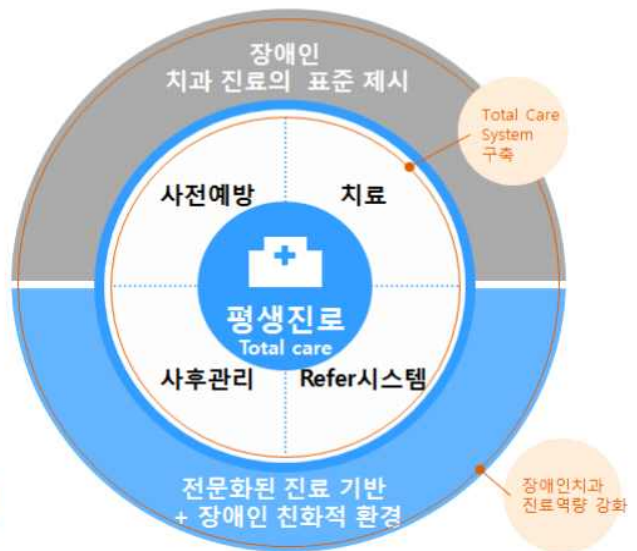 장애인
치과 진료의 표준 제시
Total Care
System
구축
사전예방
치료
평생진로
Total care
사후관리
Refer시스템
전문화된 진료 기반
+ 장애인 친화적 환경
장애인치과
진료역량 강화